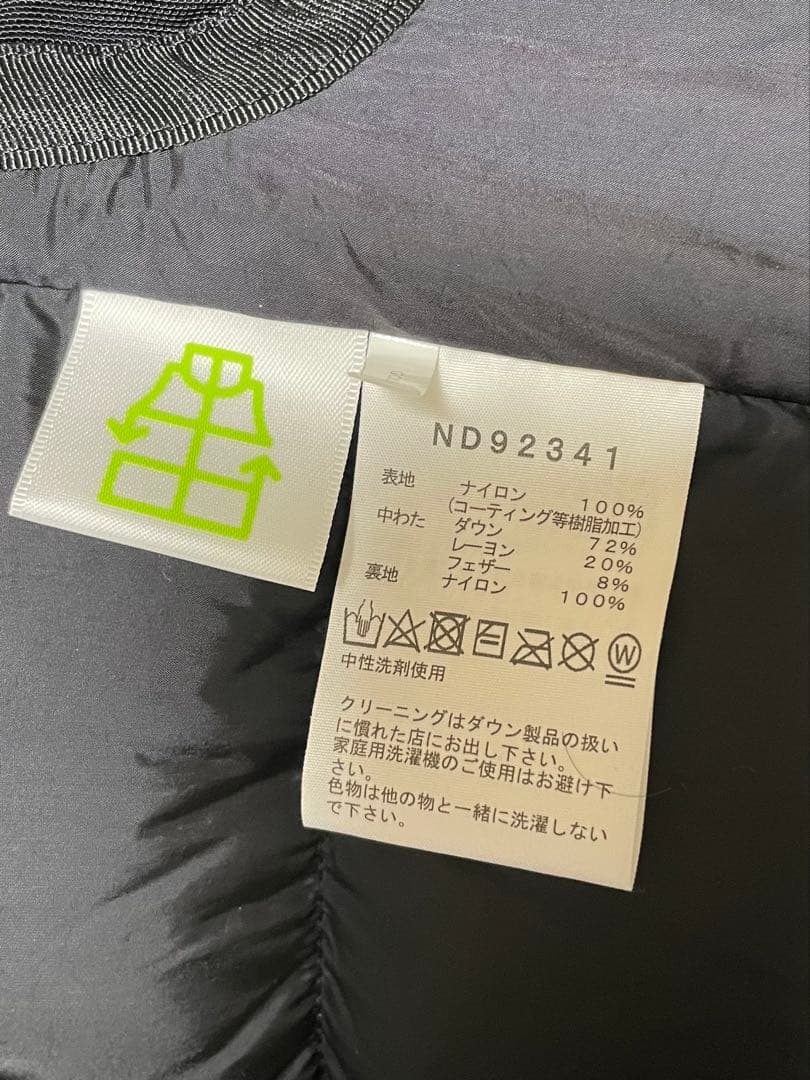 ND92341
表地 ナイロン 100%
(コーティング等樹脂加工)
中わた ダウン 72%
レーヨン 20%
フェザー 8%
裏地 ナイロン 100%
W
中性洗剤使用
クリーニングはダウン製品の扱い
に慣れた店にお出し下さい。
家庭用洗濯機のご使用はお避け下
さい。
色物は他の物と一緒に洗濯しない
で下さい。